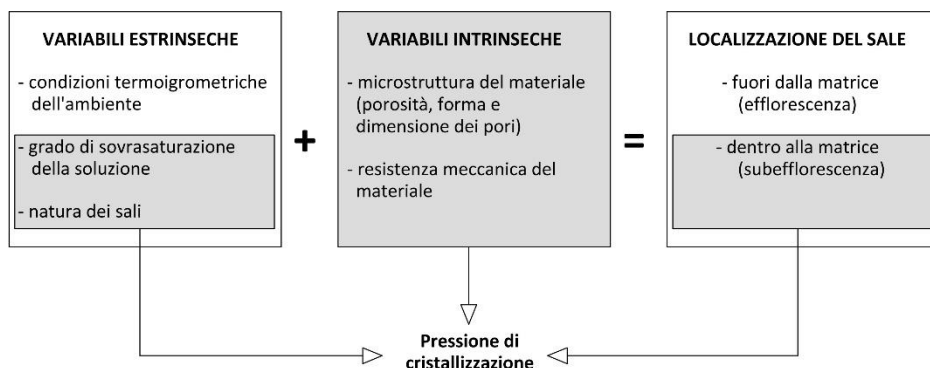 VARIABILI ESTRINSECHE
- condizioni termoigrometriche
dell'ambiente
- grado di sovrasaturazione
della soluzione
- natura dei sali
+
VARIABILI INTRINSECHE
- microstruttura del materiale
(porosità, forma e
dimensione dei pori)
- resistenza meccanica del
materiale
=
LOCALIZZAZIONE DEL SALE
- fuori dalla matrice
(efflorescenza)
- dentro alla matrice
(subefflorescenza)
Pressione di
cristallizzazione